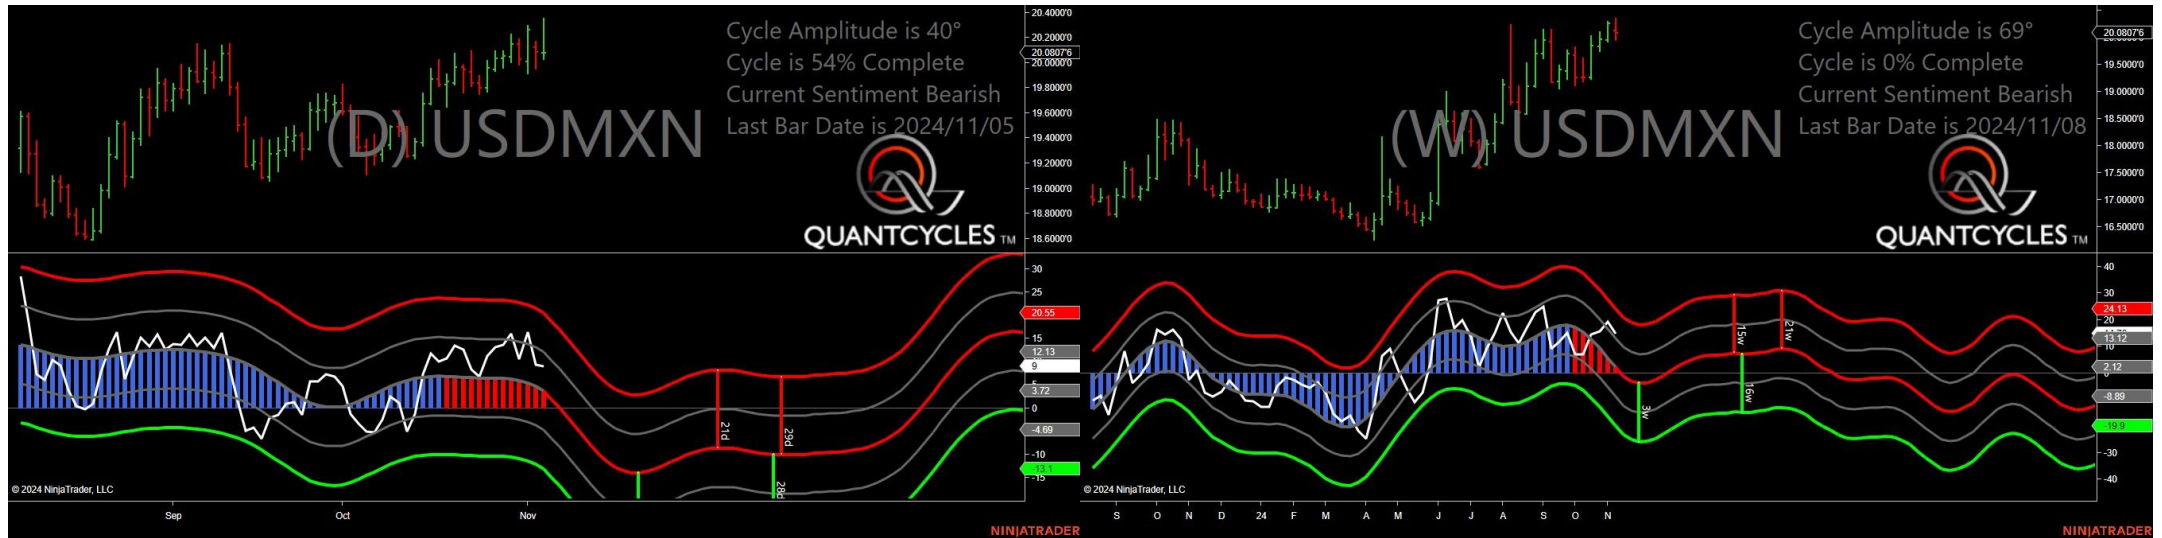 Cycle Amplitude is 40°
Cycle is 54% Complete
Current Sentiment Bearish
Last Bar Date is 2024/11/05
(D) USDMXN
QUANTCYCLES TM
20.4000'0
20.2000'0
20.0807'6
20.0000'0
19.8000'0
19.6000'0
19.4000'0
19.2000'0
19.0000'0
18.8000'0
18.6000'0
30
25
20.55
15
12.13
9
3.72
0
-4.69
-10
-13.1
-15
21d
29d
28d
© 2024 NinjaTrader, LLC
Sep
Oct
Nov
NINJATRADER
Cycle Amplitude is 69°
Cycle is 0% Complete
Current Sentiment Bearish
Last Bar Date is 2024/11/08
(W) USDMXN
QUANTCYCLES TM
20.0807'6
19.5000'0
19.0000'0
18.5000'0
18.0000'0
17.5000'0
17.0000'0
16.5000'0
40
30
24.13
20
13.12
10
2.12
0
-8.89
-19.9
-30
-40
3w
15w
16w
21w
© 2024 NinjaTrader, LLC
S
O
N
D
24
F
M
A
M
J
J
A
S
O
N
NINJATRADER